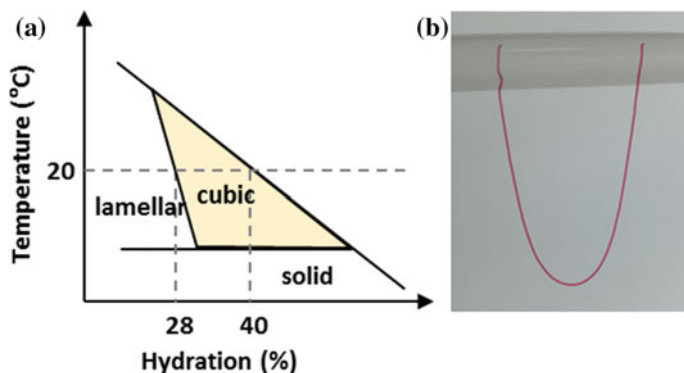 (a)
(b)
Temperature (°C)
20
lamellar
cubic
solid
28
40
Hydration (%)